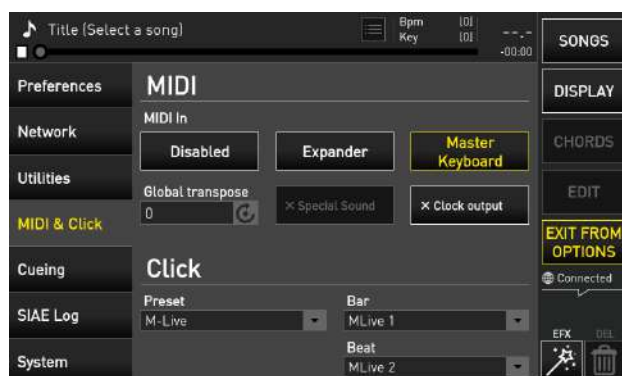 Title (Select a song)
Bpm [0]
Key [0]
--.-
-00:00
SONGS
DISPLAY
CHORDS
EDIT
EXIT FROM
OPTIONS
Connected
EFX DEL
Preferences
Network
Utilities
MIDI & Click
Cueing
SIAE Log
System
MIDI
MIDI In
Disabled
Expander
Master
Keyboard
Global transpose
0
× Special Sound
× Clock output
Click
Preset
M-Live
Bar
MLive 1
Beat
MLive 2